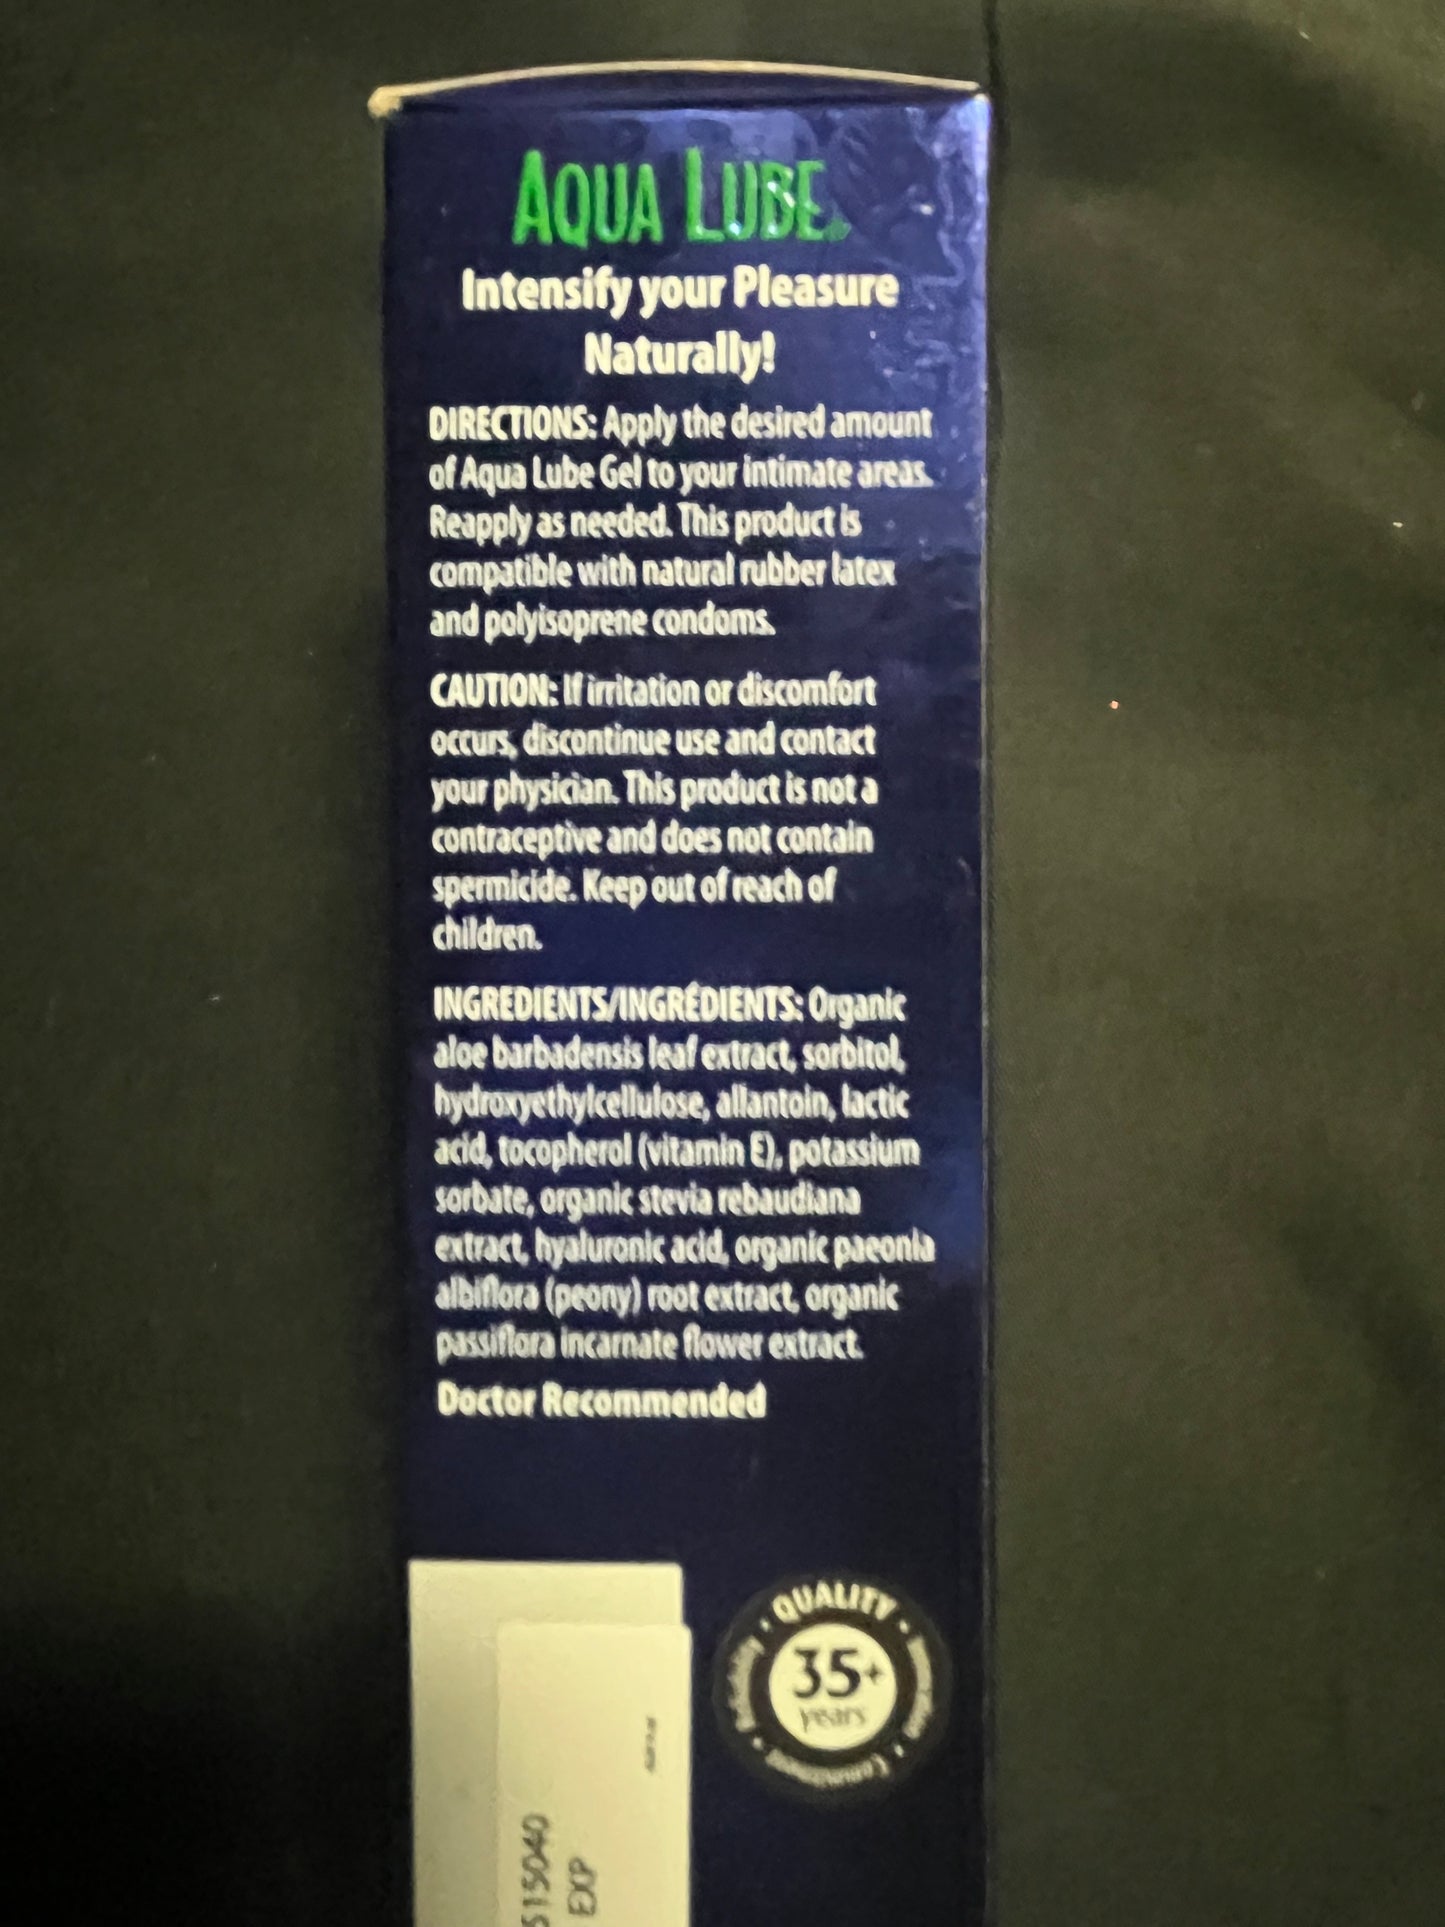 AQUA LUBE
Intensify your Pleasure
Naturally!
DIRECTIONS: Apply the desired amount
of Aqua Lube Gel to your intimate areas.
Reapply as needed. This product is
compatible with natural rubber latex
and polyisoprene condoms.
CAUTION: If irritation or discomfort
occurs, discontinue use and contact
your physician. This product is not a
contraceptive and does not contain
spermicide. Keep out of reach of
children.
INGREDIENTS/INGRÉDIENTS: Organic
aloe barbadensis leaf extract, sorbitol,
hydroxyethylcellulose, allantoin, lactic
acid, tocopherol (vitamin E), potassium
sorbate, organic stevia rebaudiana
extract, hyaluronic acid, organic paeonia
albiflora (peony) root extract, organic
passiflora incarnate flower extract.
Doctor Recommended
QUALITY
35+
years
15040
EXP